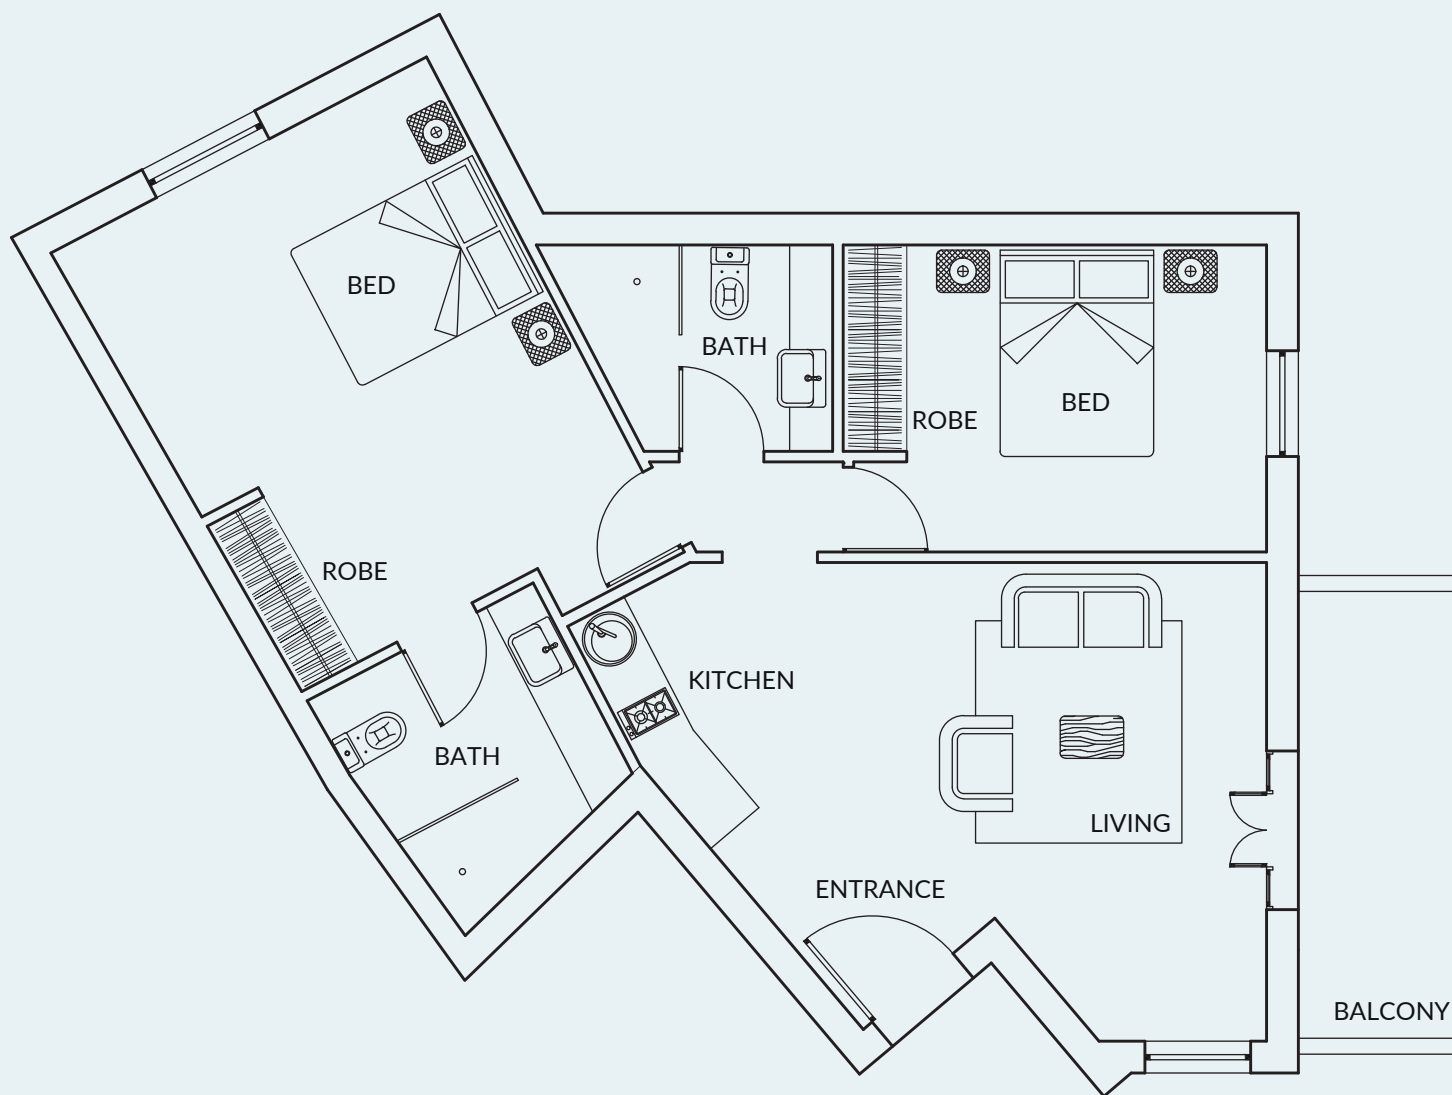 BED
BATH
BED
ROBE
ROBE
KITCHEN
BATH
LIVING
ENTRANCE
BALCONY